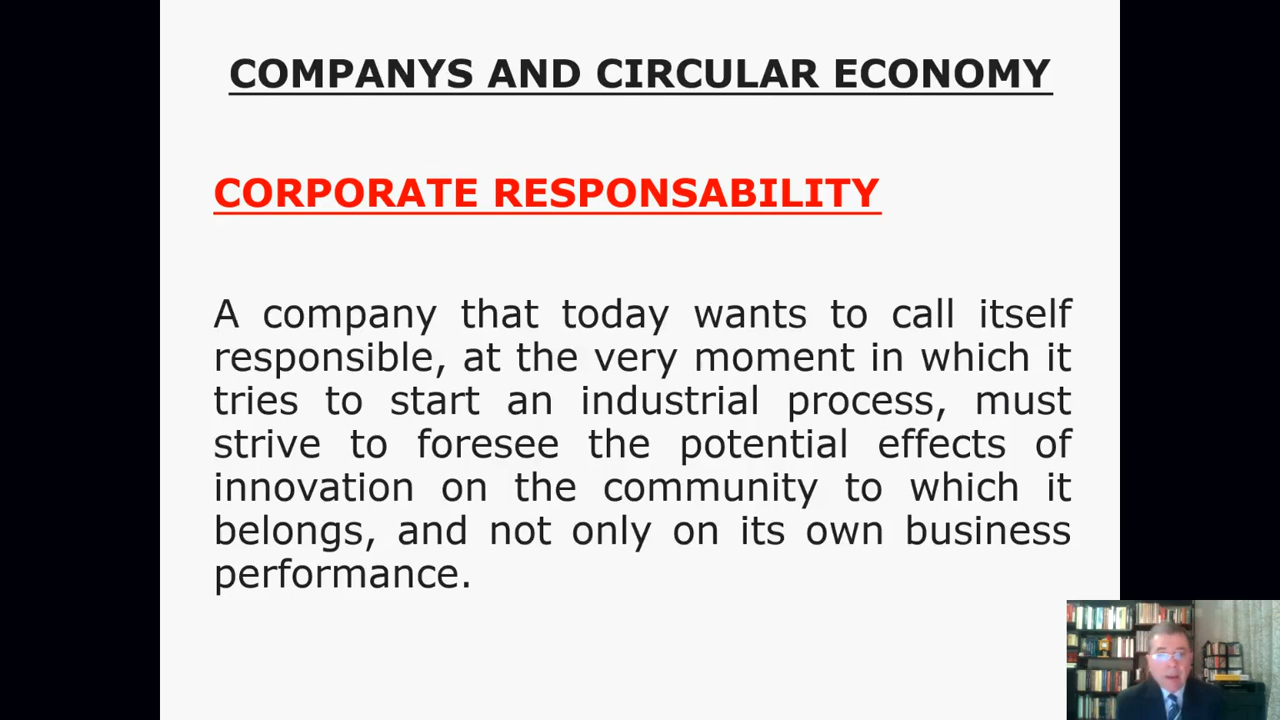 COMPANYS AND CIRCULAR ECONOMY
CORPORATE RESPONSABILITY
A company that today wants to call itself
responsible, at the very moment in which it
tries to start an industrial process, must
strive to foresee the potential effects of
innovation on the community to which it
belongs, and not only on its own business
performance.